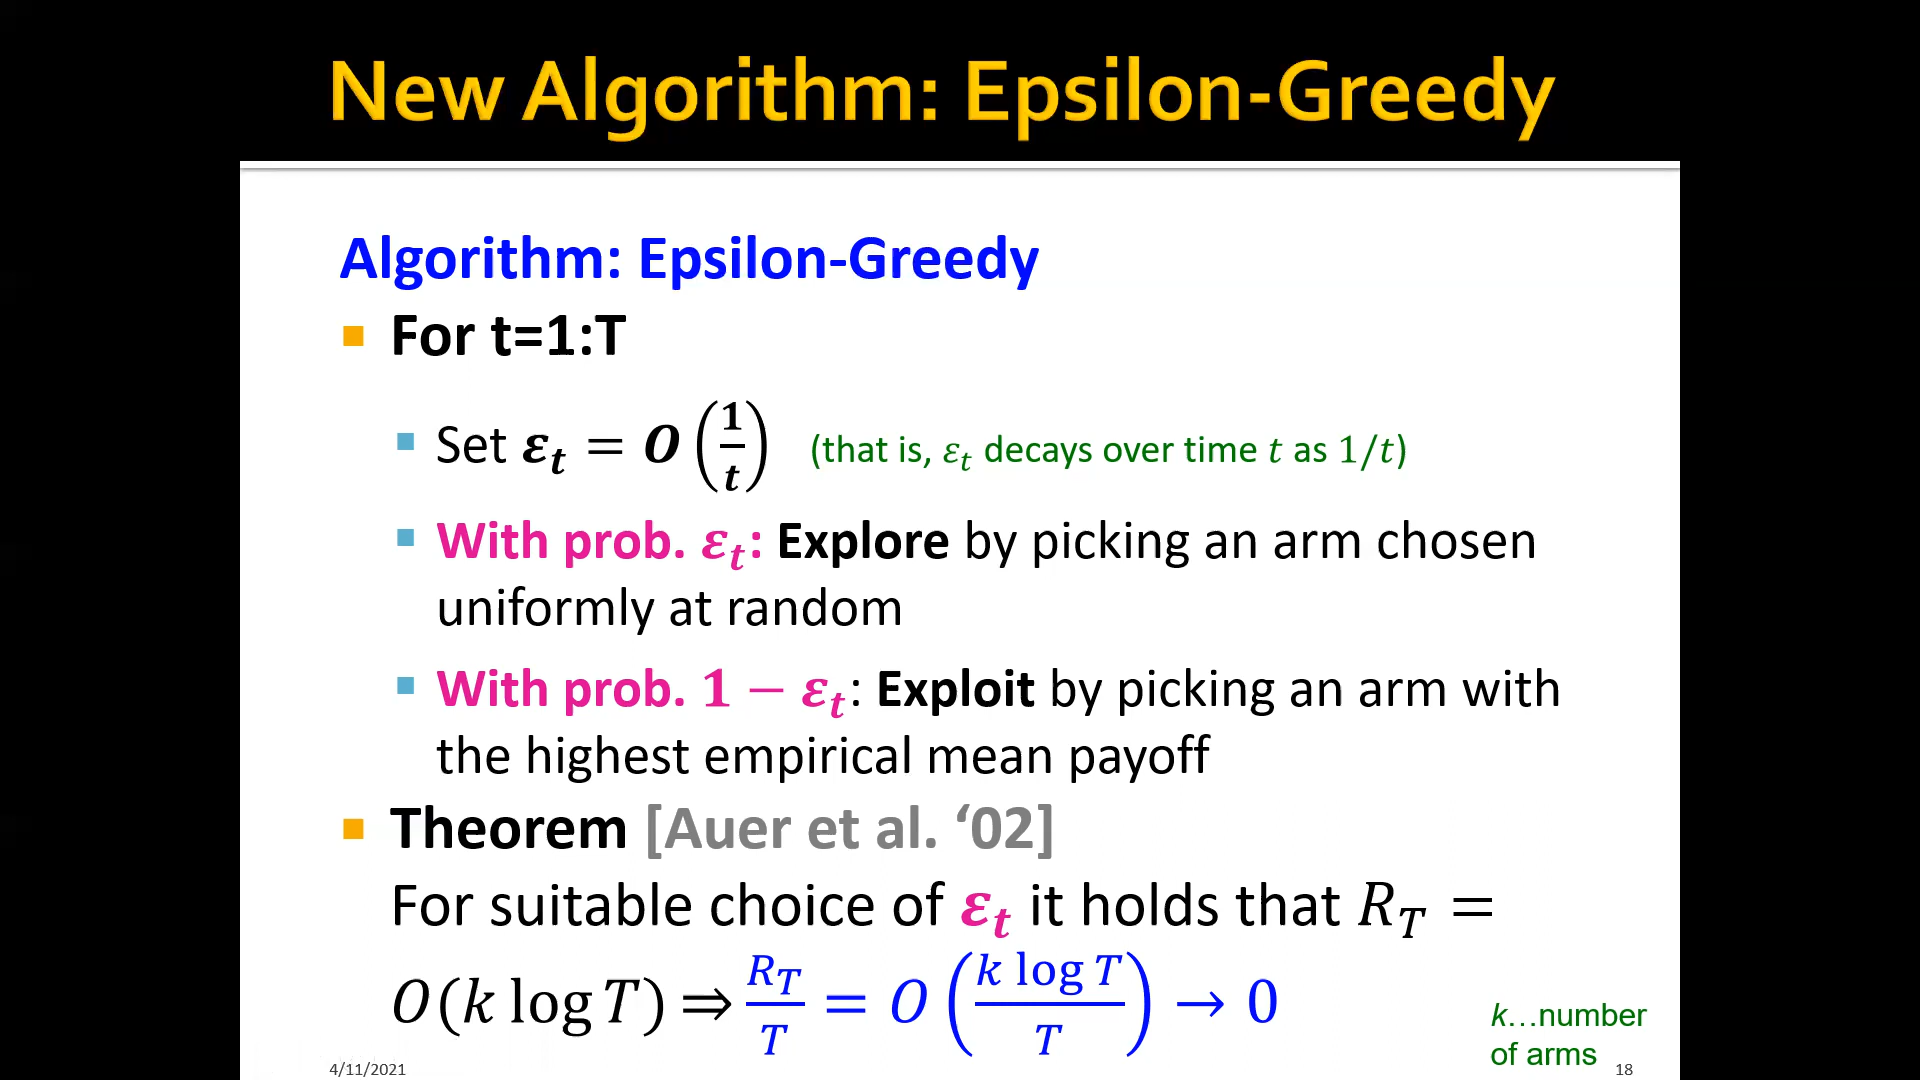 New Algorithm: Epsilon-Greedy
Algorithm: Epsilon-Greedy
For t=1:T
Set 𝜺ₜ = 𝑶(𝟏/𝒕) (that is, 𝜀ₜ decays over time 𝑡 as 1/𝑡)
With prob. 𝜺ₜ: Explore by picking an arm chosen
uniformly at random
With prob. 𝟏 − 𝜺ₜ: Exploit by picking an arm with
the highest empirical mean payoff
Theorem [Auer et al. ‘02]
For suitable choice of 𝜺ₜ it holds that 𝑅_𝑇 =
𝑂(𝑘 log 𝑇) ⇒ 𝑅_𝑇/𝑇 = 𝑂(𝑘 log 𝑇/𝑇) → 0
k…number
of arms
4/11/2021
18